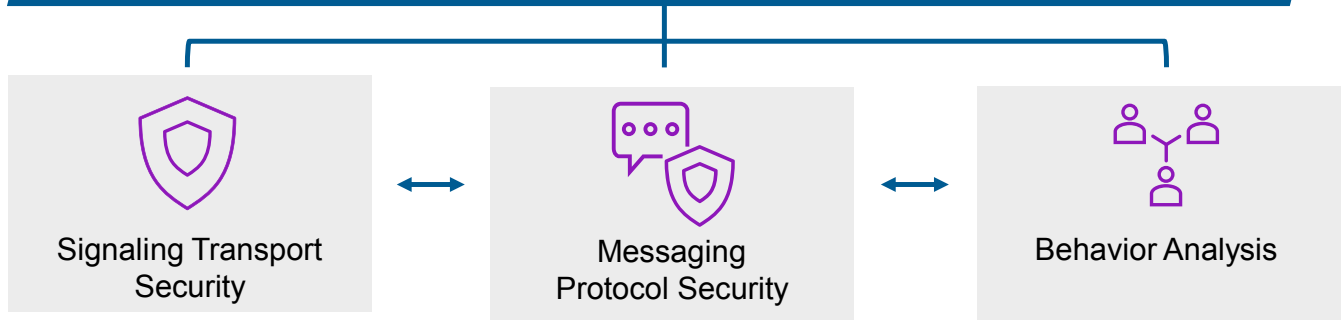 Signaling Transport
Security
Messaging
Protocol Security
Behavior Analysis